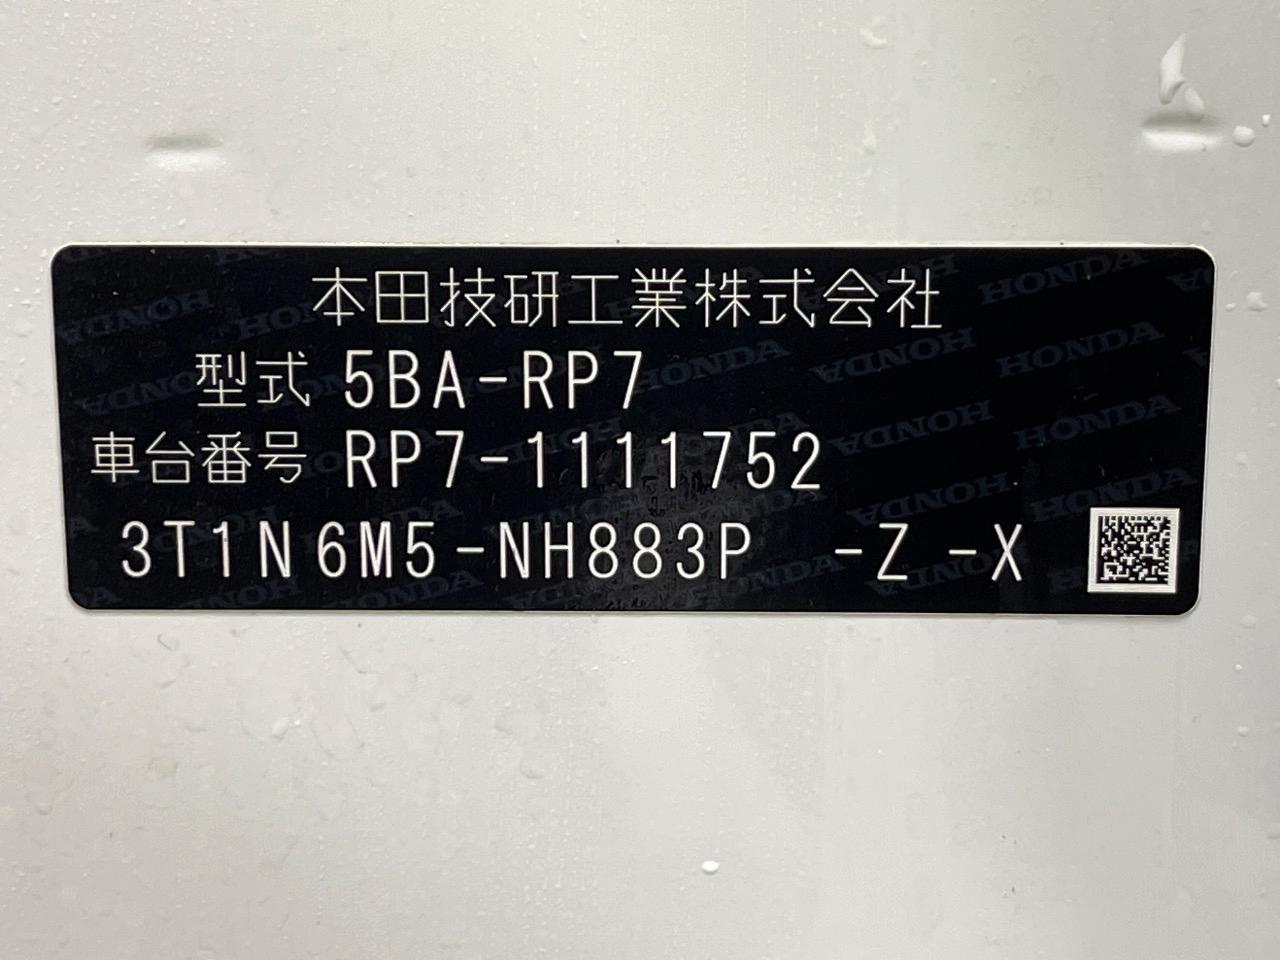 本田技研工業株式会社
型式 5BA-RP7
車台番号 RP7-1111752
3T1N6M5-NH883P -Z -X